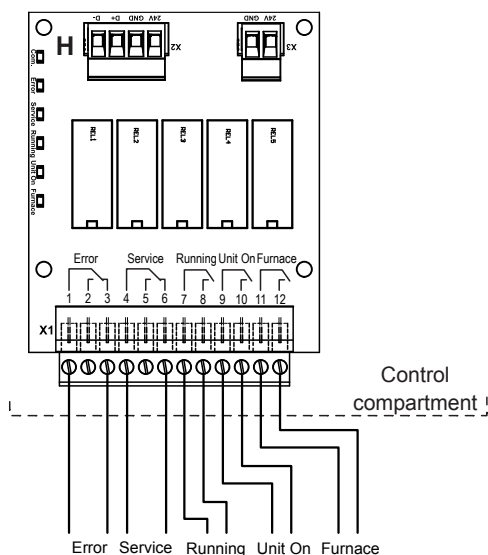 D- D+ GND 24V
GND 24V
H
X2
X3
Com.
Error
Service
Running
Unit On
Furnace
REL1 REL2 REL3 REL4 REL5
Error Service Running Unit On Furnace
1 2 3 4 5 6 7 8 9 10 11 12
X1
Control
compartment
Error Service Running Unit On Furnace